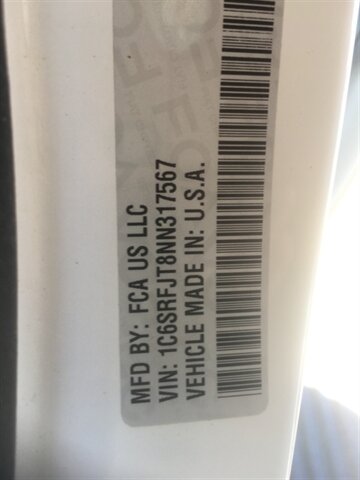 MFD BY: FCA US LLC
VIN: 1C6SRFJT8NN317567
VEHICLE MADE IN: U.S.A.